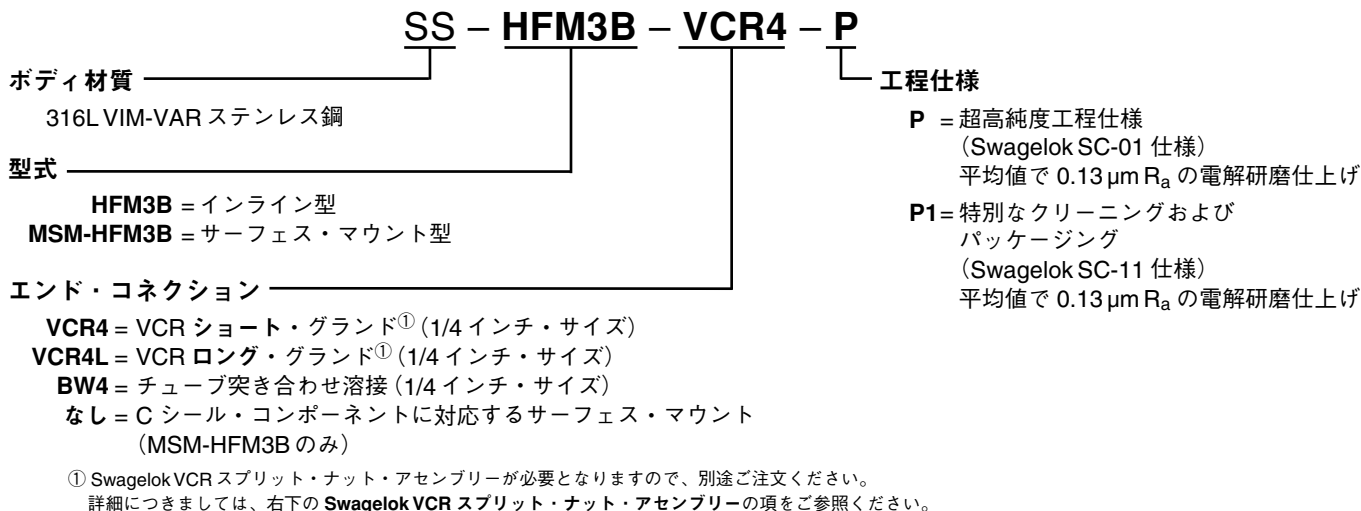 SS – HFM3B – VCR4 – P
ボディ材質
316L VIM-VAR ステンレス鋼
型式
HFM3B = インライン型
MSM-HFM3B = サーフェス・マウント型
エンド・コネクション
VCR4 = VCR ショート・グランド① (1/4 インチ・サイズ)
VCR4L = VCR ロング・グランド① (1/4 インチ・サイズ)
BW4 = チューブ突き合わせ溶接 (1/4 インチ・サイズ)
なし = C シール・コンポーネントに対応するサーフェス・マウント
(MSM-HFM3B のみ)
① Swagelok VCR スプリット・ナット・アセンブリーが必要となりますので、別途ご注文ください。
詳細につきましては、右下の Swagelok VCR スプリット・ナット・アセンブリーの項をご参照ください。
工程仕様
P = 超高純度工程仕様
(Swagelok SC-01 仕様)
平均値で 0.13 µm Ra の電解研磨仕上げ
P1 = 特別なクリーニングおよび
パッケージング
(Swagelok SC-11 仕様)
平均値で 0.13 µm Ra の電解研磨仕上げ